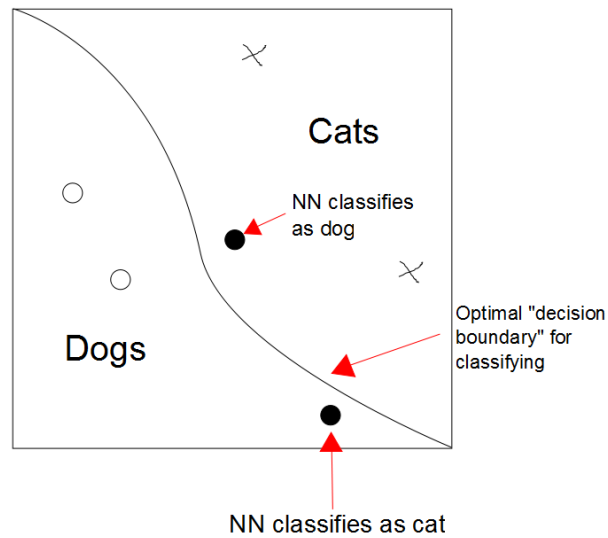 Cats
NN classifies
as dog
Optimal "decision
boundary" for
classifying
Dogs
NN classifies as cat